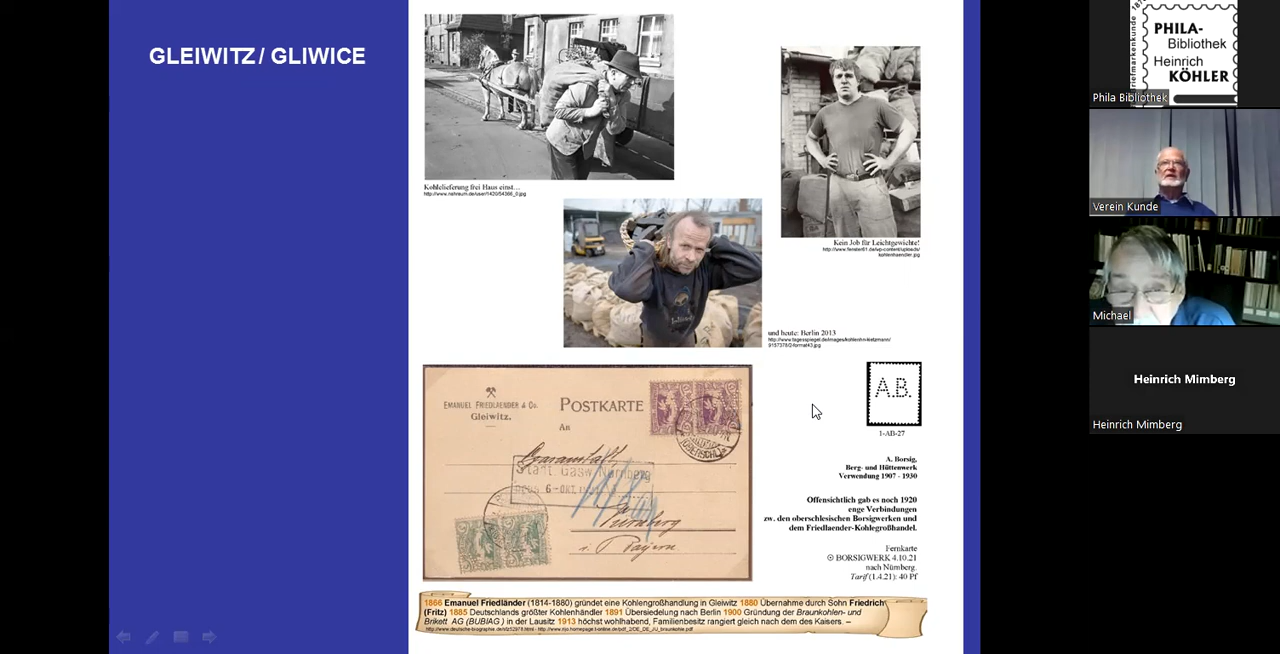 GLEIWITZ / GLIWICE
Kohlelieferung frei Haus einst...
Kein Job für Leichtgewichte!
kohlenhaendler.jpg
und heute: Berlin 2013
EMANUEL FRIEDLAENDER & Co.
Gleiwitz.
POSTKARTE
An
Nürnberg
i. Bayern
A.B.
1-AB-27
A. Borsig,
Berg- und Hüttenwerk
Verwendung 1907 - 1930
Offensichtlich gab es noch 1920
enge Verbindungen
zw. den oberschlesischen Borsigwerken und
dem Friedlaender-Kohlegroßhandel.
Fernkarte
⊙ BORSIGWERK 4.10.21
nach Nürnberg.
Tarif (1.4.21): 40 Pf
1866 Emanuel Friedländer (1814-1880) gründet eine Kohlengroßhandlung in Gleiwitz 1880 Übernahme durch Sohn Friedrich
(Fritz) 1885 Deutschlands größter Kohlenhändler 1891 Übersiedelung nach Berlin 1900 Gründung der Braunkohlen- und
Brikett AG (BUBIAG) in der Lausitz 1913 höchst wohlhabend, Familienbesitz rangiert gleich nach dem des Kaisers. –
PHILA-
Bibliothek
Heinrich
KÖHLER
Phila Bibliothek
Verein Kunde
Michael
Heinrich Mimberg
Heinrich Mimberg